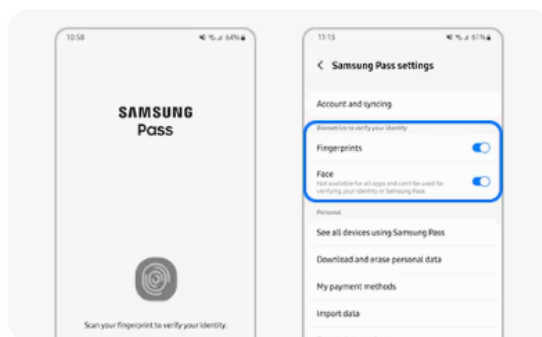 10:58
64%
SAMSUNG
Pass
Scan your fingerprint to verify your identity.
11:13
61%
Samsung Pass settings
Account and syncing
Biometrics to verify your identity
Fingerprints
Face
Not available for all apps and can't be used for
verifying your identity in Samsung Pass.
Personal
See all devices using Samsung Pass
Download and erase personal data
My payment methods
Import data